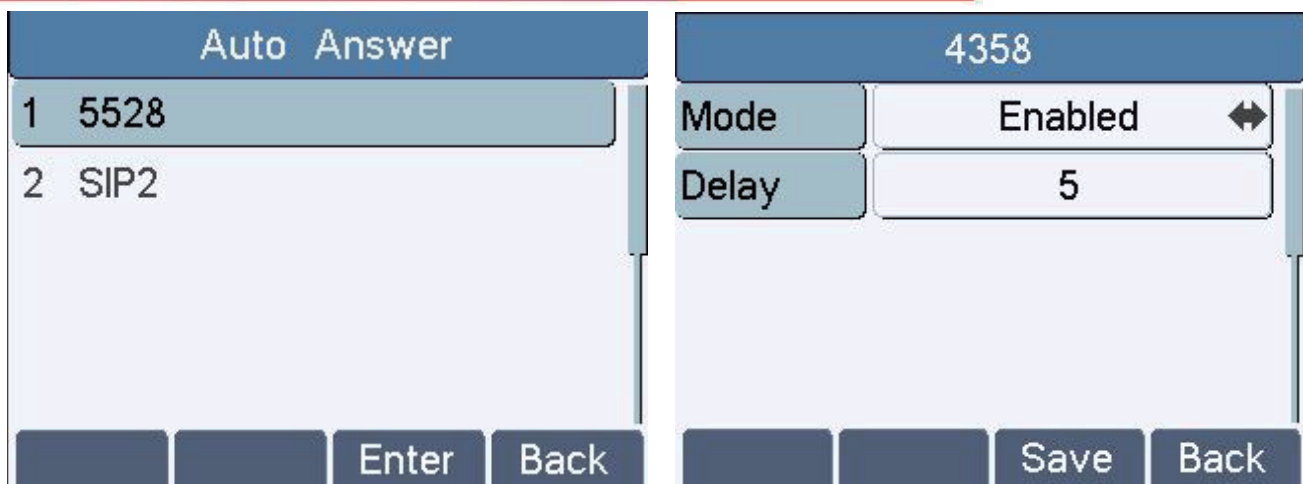 Auto Answer
1 5528
2 SIP2
Enter Back
4358
Mode Enabled
Delay 5
Save Back